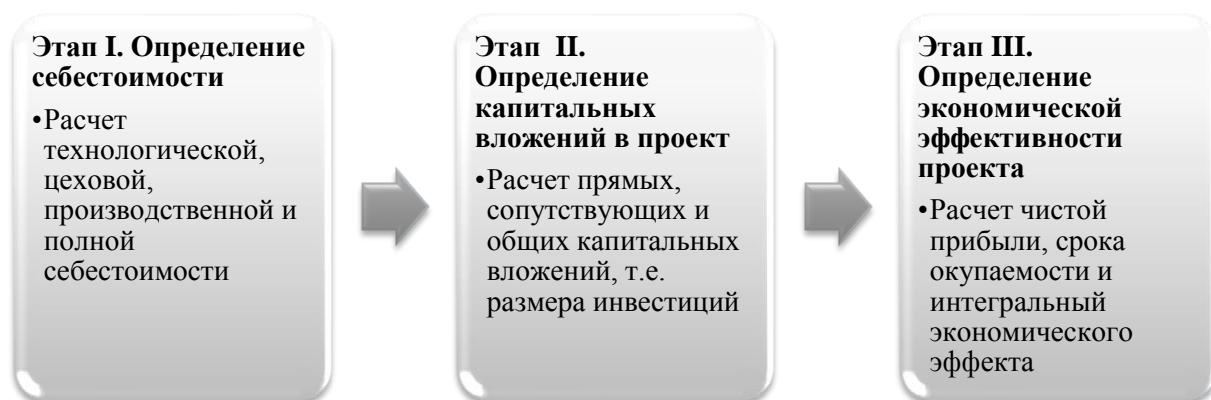 Этап I. Определение
себестоимости
•Расчет
технологической,
цеховой,
производственной и
полной
себестоимости
Этап II.
Определение
капитальных
вложений в проект
•Расчет прямых,
сопутствующих и
общих капитальных
вложений, т.е.
размера инвестиций
Этап III.
Определение
экономической
эффективности
проекта
•Расчет чистой
прибыли, срока
окупаемости и
интегральный
экономического
эффекта